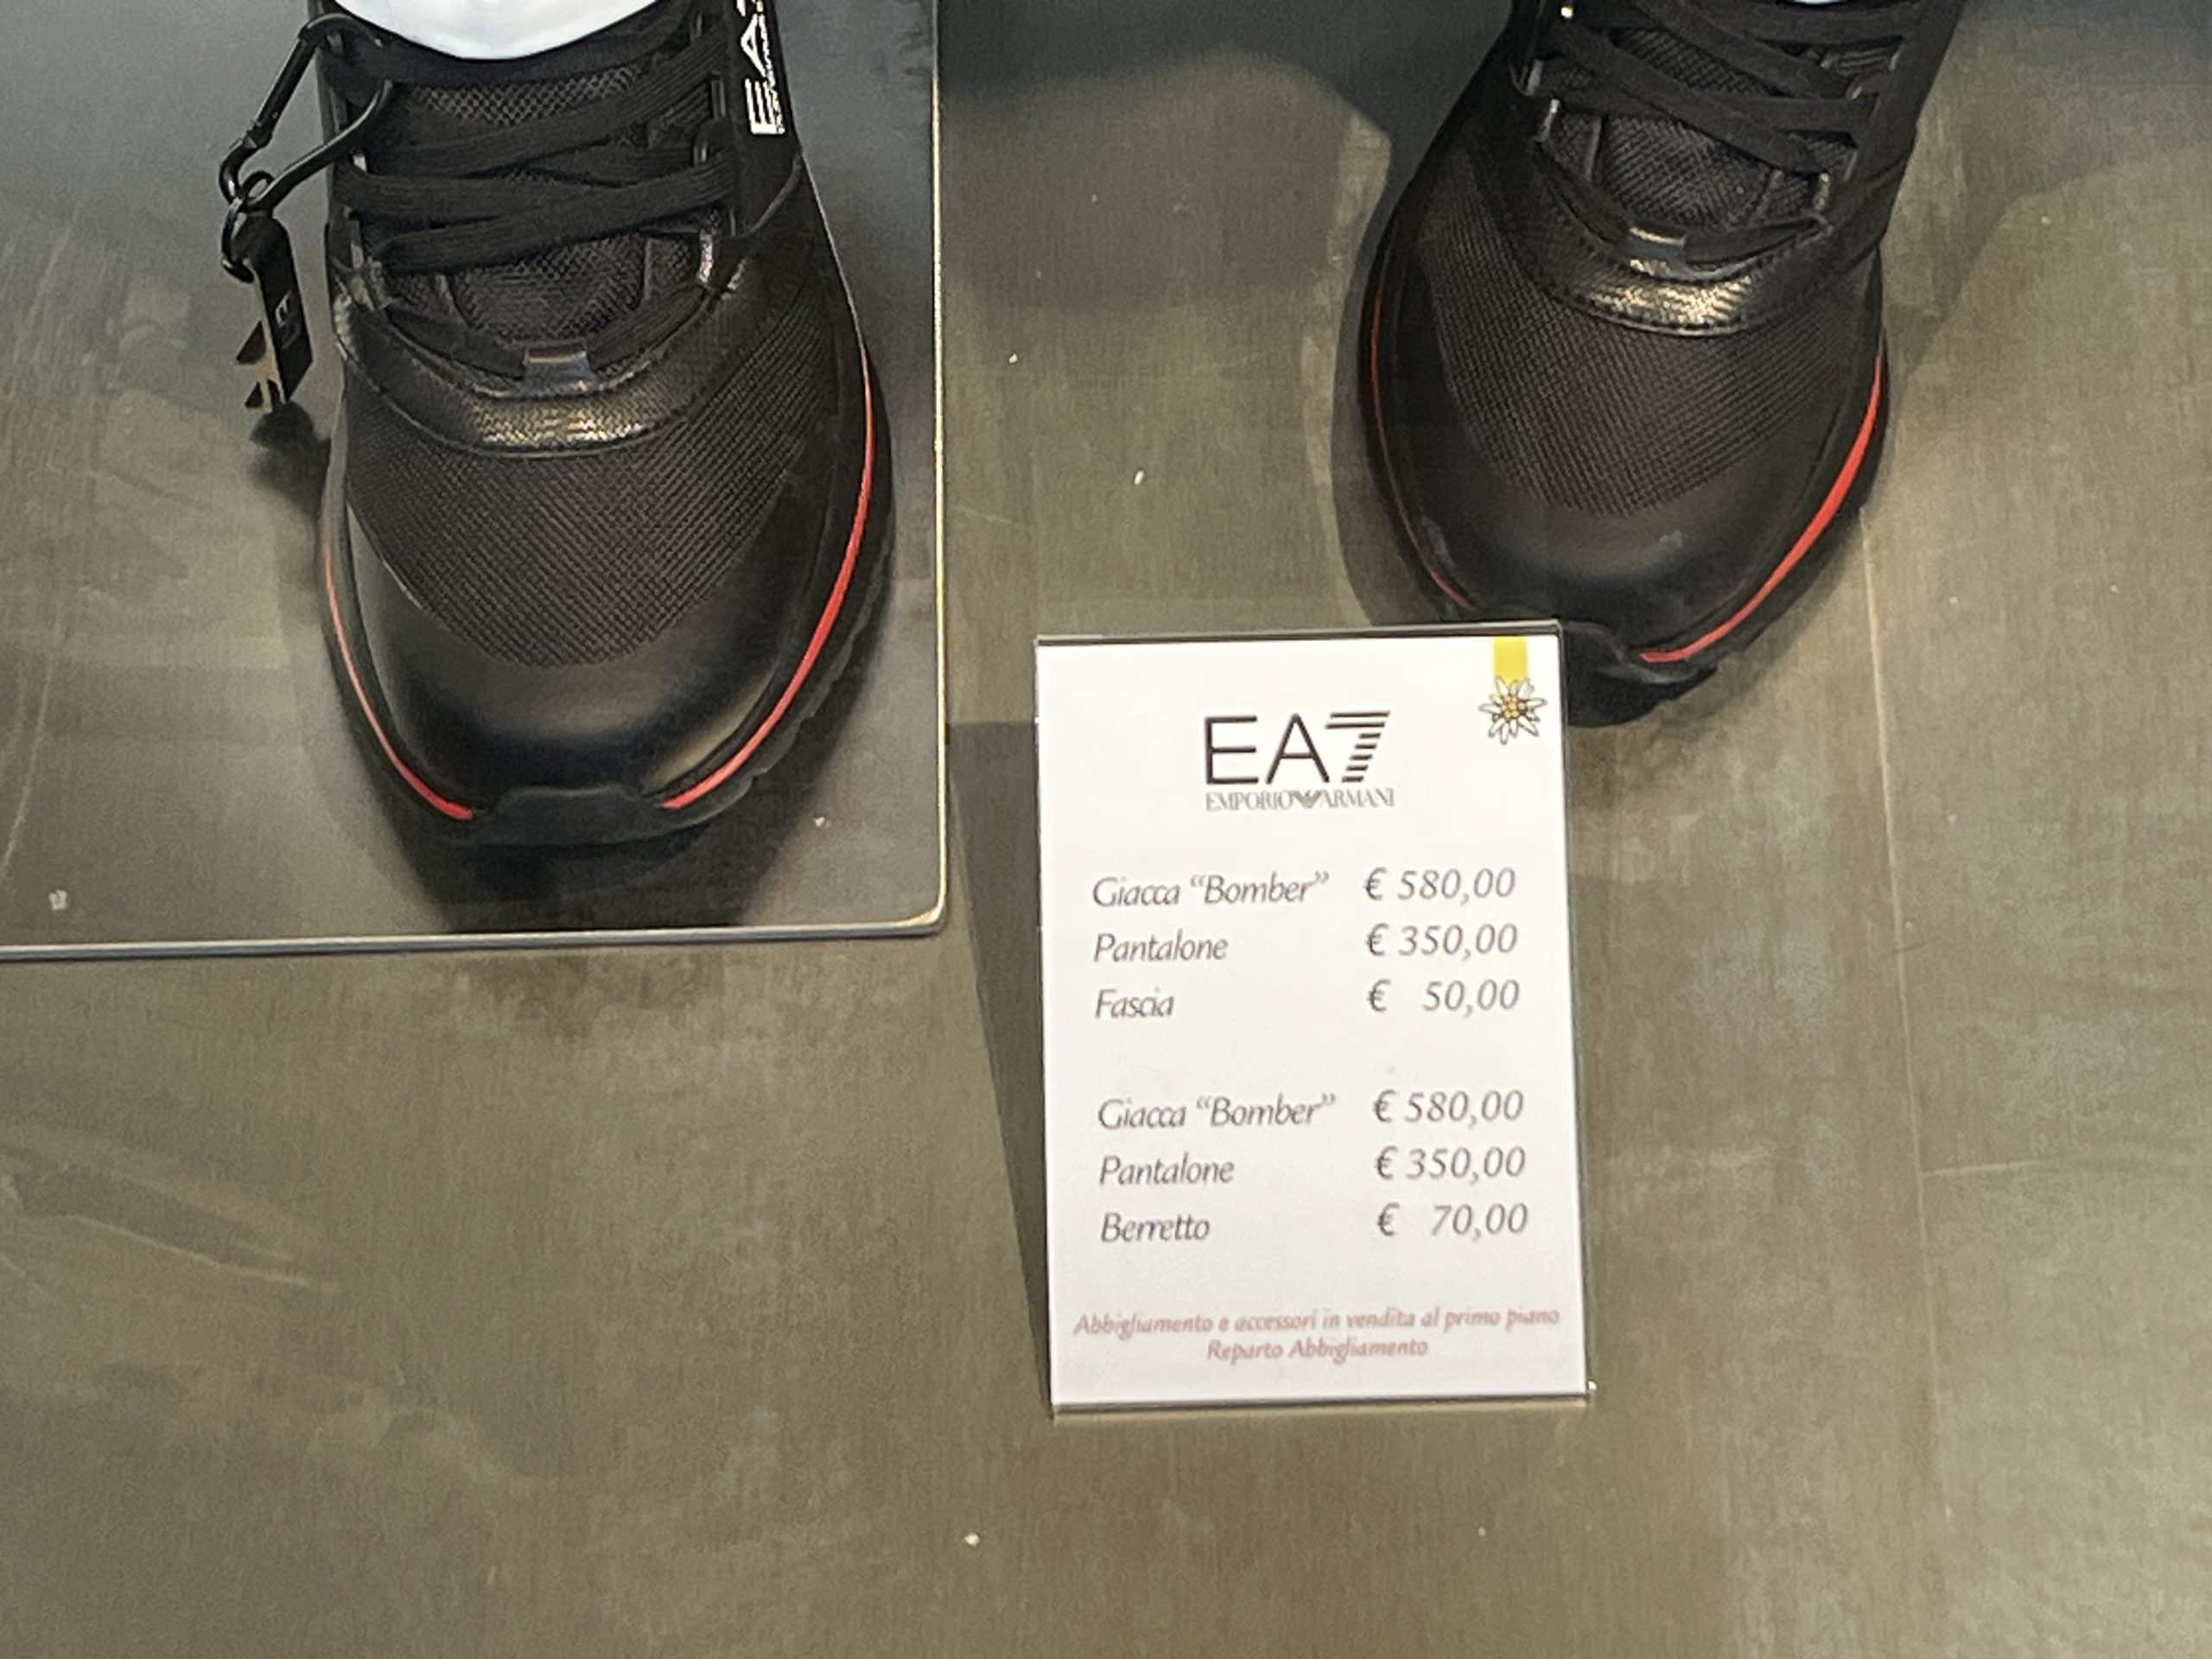 EA7
EA7
EMPORIO ARMANI
Giacca “Bomber” € 580,00
Pantalone € 350,00
Fascia € 50,00
Giacca “Bomber” € 580,00
Pantalone € 350,00
Berretto € 70,00
Abbigliamento e accessori in vendita al primo piano
Reparto Abbigliamento